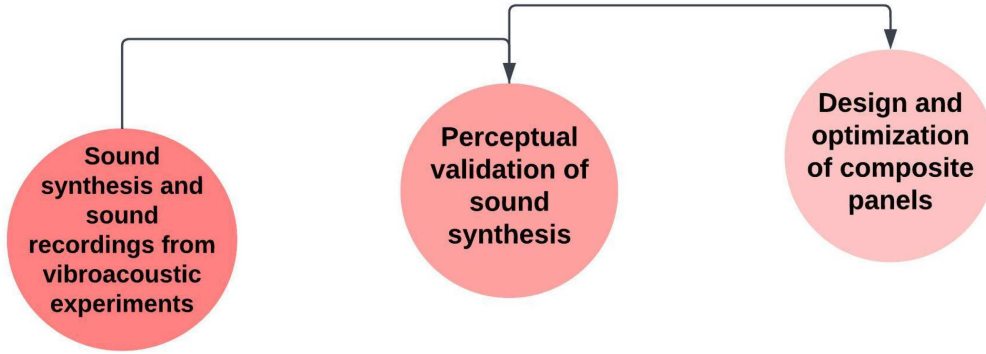 Sound
synthesis and
sound
recordings from
vibroacoustic
experiments
Perceptual
validation of
sound
synthesis
Design and
optimization
of composite
panels